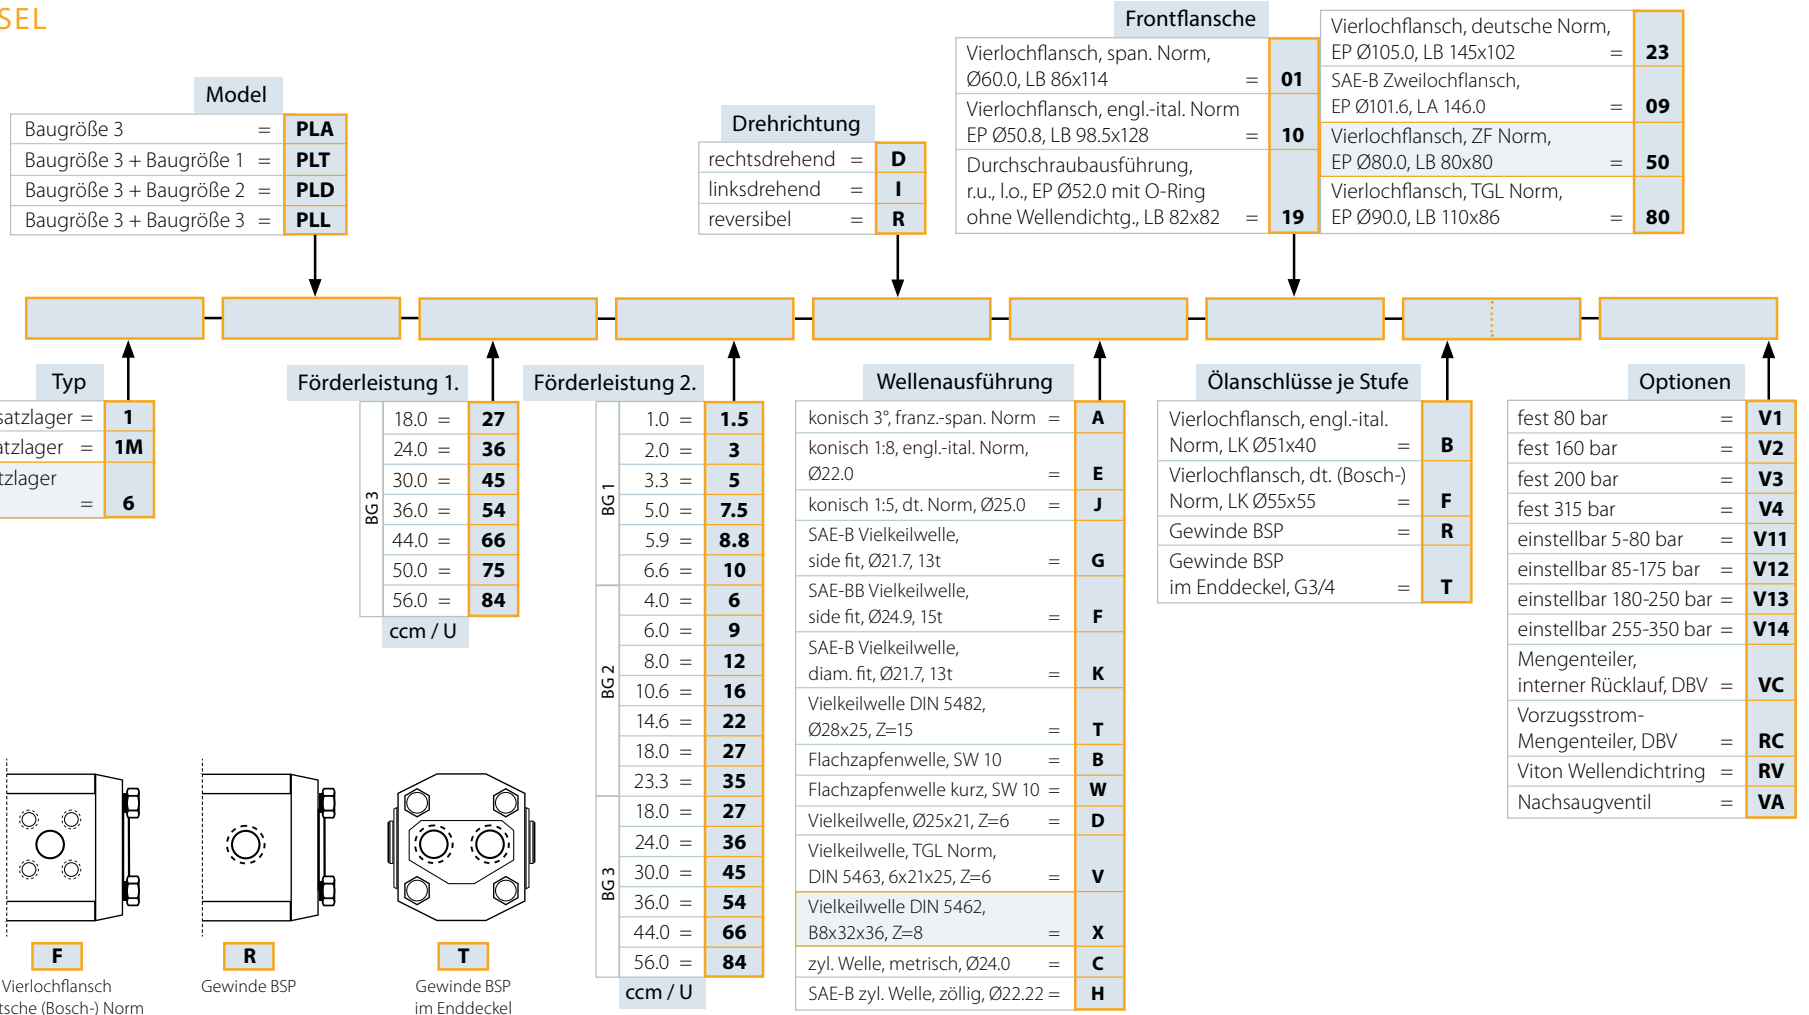 SEL
Model
Baugröße 3 = PLA
Baugröße 3 + Baugröße 1 = PLT
Baugröße 3 + Baugröße 2 = PLD
Baugröße 3 + Baugröße 3 = PLL
Drehrichtung
rechtsdrehend = D
linksdrehend = I
reversibel = R
Frontflansche
Vierlochflansch, span. Norm,
Ø60.0, LB 86x114 = 01
Vierlochflansch, engl.-ital. Norm
EP Ø50.8, LB 98.5x128 = 10
Durchschraubausführung,
r.u., l.o., EP Ø52.0 mit O-Ring
ohne Wellendichtg., LB 82x82 = 19
Vierlochflansch, deutsche Norm,
EP Ø105.0, LB 145x102 = 23
SAE-B Zweilochflansch,
EP Ø101.6, LA 146.0 = 09
Vierlochflansch, ZF Norm,
EP Ø80.0, LB 80x80 = 50
Vierlochflansch, TGL Norm,
EP Ø90.0, LB 110x86 = 80
Typ
satzlager = 1
atzlager = 1M
tzlager
= 6
Förderleistung 1.
BG 3
18.0 = 27
24.0 = 36
30.0 = 45
36.0 = 54
44.0 = 66
50.0 = 75
56.0 = 84
ccm / U
Förderleistung 2.
BG 1
1.0 = 1.5
2.0 = 3
3.3 = 5
5.0 = 7.5
5.9 = 8.8
6.6 = 10
BG 2
4.0 = 6
6.0 = 9
8.0 = 12
10.6 = 16
14.6 = 22
18.0 = 27
23.3 = 35
BG 3
18.0 = 27
24.0 = 36
30.0 = 45
36.0 = 54
44.0 = 66
56.0 = 84
ccm / U
Wellenausführung
konisch 3°, franz.-span. Norm = A
konisch 1:8, engl.-ital. Norm,
Ø22.0 = E
konisch 1:5, dt. Norm, Ø25.0 = J
SAE-B Vielkeilwelle,
side fit, Ø21.7, 13t = G
SAE-BB Vielkeilwelle,
side fit, Ø24.9, 15t = F
SAE-B Vielkeilwelle,
diam. fit, Ø21.7, 13t = K
Vielkeilwelle DIN 5482,
Ø28x25, Z=15 = T
Flachzapfenwelle, SW 10 = B
Flachzapfenwelle kurz, SW 10 = W
Vielkeilwelle, Ø25x21, Z=6 = D
Vielkeilwelle, TGL Norm,
DIN 5463, 6x21x25, Z=6 = V
Vielkeilwelle DIN 5462,
B8x32x36, Z=8 = X
zyl. Welle, metrisch, Ø24.0 = C
SAE-B zyl. Welle, zöllig, Ø22.22 = H
Ölanschlüsse je Stufe
Vierlochflansch, engl.-ital.
Norm, LK Ø51x40 = B
Vierlochflansch, dt. (Bosch-)
Norm, LK Ø55x55 = F
Gewinde BSP = R
Gewinde BSP
im Enddeckel, G3/4 = T
Optionen
fest 80 bar = V1
fest 160 bar = V2
fest 200 bar = V3
fest 315 bar = V4
einstellbar 5-80 bar = V11
einstellbar 85-175 bar = V12
einstellbar 180-250 bar = V13
einstellbar 255-350 bar = V14
Mengenteiler,
interner Rücklauf, DBV = VC
Vorzugsstrom-
Mengenteiler, DBV = RC
Viton Wellendichtring = RV
Nachsaugventil = VA
F
Vierlochflansch
tsche (Bosch-) Norm
R
Gewinde BSP
T
Gewinde BSP
im Enddeckel